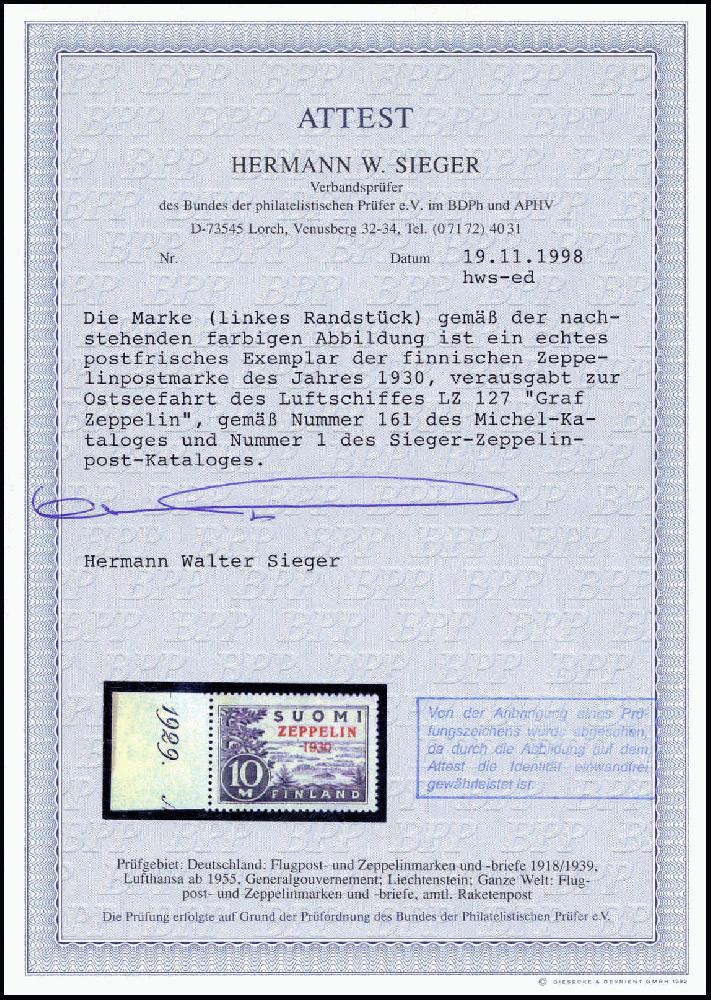 ATTEST
HERMANN W. SIEGER
Verbandsprüfer
des Bundes der philatelistischen Prüfer e.V. im BDPh und APHV
D-73545 Lorch, Venusberg 32-34, Tel. (07172) 4031
Nr. Datum 19.11.1998
hws-ed
Die Marke (linkes Randstück) gemäß der nach-
stehenden farbigen Abbildung ist ein echtes
postfrisches Exemplar der finnischen Zeppe-
linpostmarke des Jahres 1930, verausgabt zur
Ostseefahrt des Luftschiffes LZ 127 "Graf
Zeppelin", gemäß Nummer 161 des Michel-Ka-
taloges und Nummer 1 des Sieger-Zeppelin-
post-Kataloges.
Hermann Walter Sieger
1929.
SUOMI
ZEPPELIN
1930
10 M
FINLAND
Von der Anbringung eines Prü-
fungszeichens wurde abgesehen,
da durch die Abbildung auf dem
Attest die Identität einwandfrei
gewährleistet ist.
Prüfgebiet: Deutschland: Flugpost- und Zeppelinmarken und -briefe 1918/1939,
Lufthansa ab 1955, Generalgouvernement; Liechtenstein; Ganze Welt: Flug-
post- und Zeppelinmarken und -briefe, amtl. Raketenpost
Die Prüfung erfolgte auf Grund der Prüfordnung des Bundes der Philatelistischen Prüfer e.V.
© GIESECKE & DEVRIENT GMBH 1992